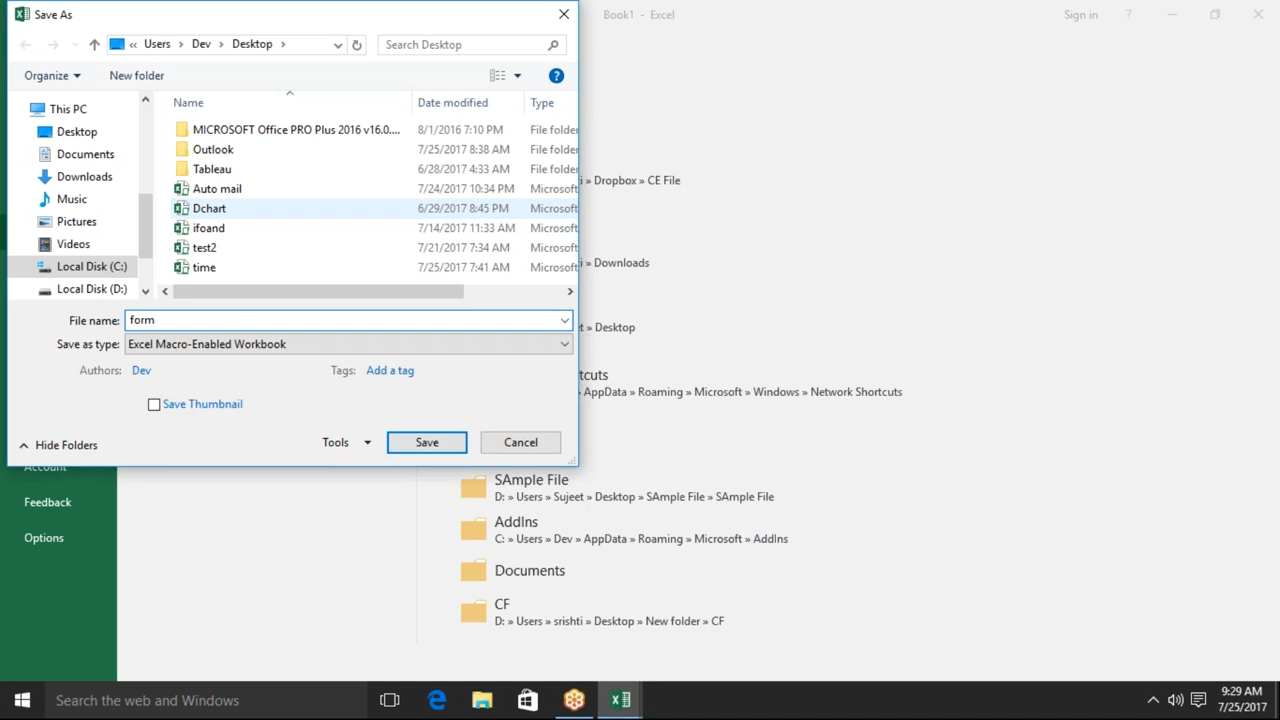 Save As
Book1 - Excel
Sign in
?
« Users > Dev > Desktop >
Search Desktop
Organize
New folder
?
This PC
Desktop
Documents
Downloads
Music
Pictures
Videos
Local Disk (C:)
Local Disk (D:)
Name Date modified Type
MICROSOFT Office PRO Plus 2016 v16.0.... 8/1/2016 7:10 PM File folder
Outlook 7/25/2017 8:38 AM File folder
Tableau 6/28/2017 4:33 AM File folder
Auto mail 7/24/2017 10:34 PM Microsoft
Dchart 6/29/2017 8:45 PM Microsoft
ifoand 7/14/2017 11:33 AM Microsoft
test2 7/21/2017 7:34 AM Microsoft
time 7/25/2017 7:41 AM Microsoft
File name: form
Save as type: Excel Macro-Enabled Workbook
Authors: Dev
Tags: Add a tag
Save Thumbnail
Hide Folders
Tools
Save
Cancel
» Dropbox » CE File
» Downloads
» Desktop
» AppData » Roaming » Microsoft » Windows » Network Shortcuts
SAmple File
D: » Users » Sujeet » Desktop » SAmple File » SAmple File
AddIns
C: » Users » Dev » AppData » Roaming » Microsoft » AddIns
Documents
CF
D: » Users » srishti » Desktop » New folder » CF
Account
Feedback
Options
Search the web and Windows
9:29 AM
7/25/2017